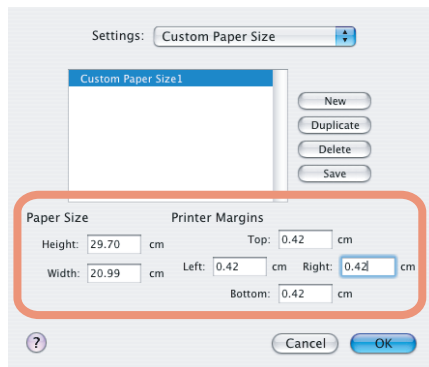 Settings: Custom Paper Size
Custom Paper Size1
New
Duplicate
Delete
Save
Paper Size Printer Margins
Top: 0.42 cm
Height: 29.70 cm
Left: 0.42 cm Right: 0.42 cm
Width: 20.99 cm
Bottom: 0.42 cm
? Cancel OK